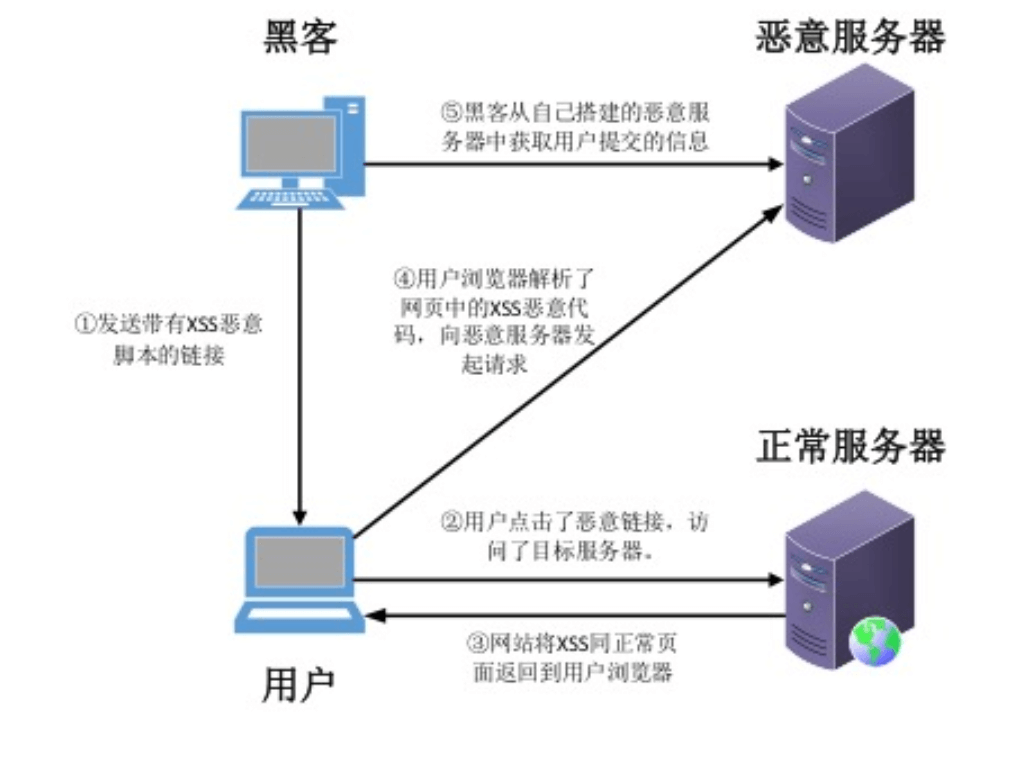 黑客
恶意服务器
⑤黑客从自己搭建的恶意服
务器中获取用户提交的信息
④用户浏览器解析了
网页中的XSS恶意代
码，向恶意服务器发
起请求
①发送带有XSS恶意
脚本的链接
正常服务器
②用户点击了恶意链接，访
问了目标服务器。
③网站将XSS同正常页
面返回到用户浏览器
用户